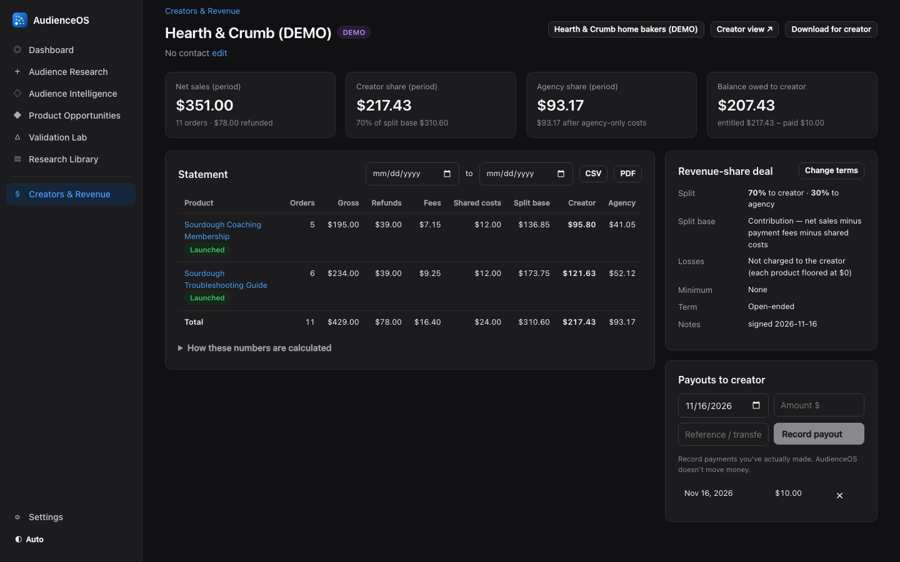 AudienceOS
Dashboard
Audience Research
Audience Intelligence
Product Opportunities
Validation Lab
Research Library
$ Creators & Revenue
Settings
Auto
Creators & Revenue
Hearth & Crumb (DEMO) DEMO
No contact edit
Hearth & Crumb home bakers (DEMO)
Creator view ↗
Download for creator
Net sales (period)
$351.00
11 orders · $78.00 refunded
Creator share (period)
$217.43
70% of split base $310.60
Agency share (period)
$93.17
$93.17 after agency-only costs
Balance owed to creator
$207.43
entitled $217.43 − paid $10.00
Statement
mm/dd/yyyy to mm/dd/yyyy CSV PDF
Product Orders Gross Refunds Fees Shared costs Split base Creator Agency
Sourdough Coaching 5 $195.00 $39.00 $7.15 $12.00 $136.85 $95.80 $41.05
Membership
Launched
Sourdough 6 $234.00 $39.00 $9.25 $12.00 $173.75 $121.63 $52.12
Troubleshooting Guide
Launched
Total 11 $429.00 $78.00 $16.40 $24.00 $310.60 $217.43 $93.17
▶ How these numbers are calculated
Revenue-share deal
Change terms
Split 70% to creator · 30% to
agency
Split base Contribution — net sales minus
payment fees minus shared
costs
Losses Not charged to the creator
(each product floored at $0)
Minimum None
Term Open-ended
Notes signed 2026-11-16
Payouts to creator
11/16/2026 Amount $
Reference / transfe Record payout
Record payments you've actually made. AudienceOS
doesn't move money.
Nov 16, 2026 $10.00 ×